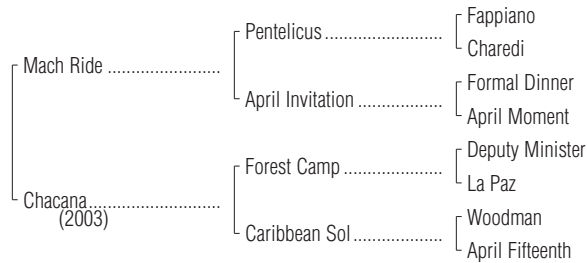 Fappiano
Pentelicus
Charedi
Mach Ride
Formal Dinner
April Invitation
April Moment
Deputy Minister
Forest Camp
La Paz
Chacana
(2003)
Woodman
Caribbean Sol
April Fifteenth